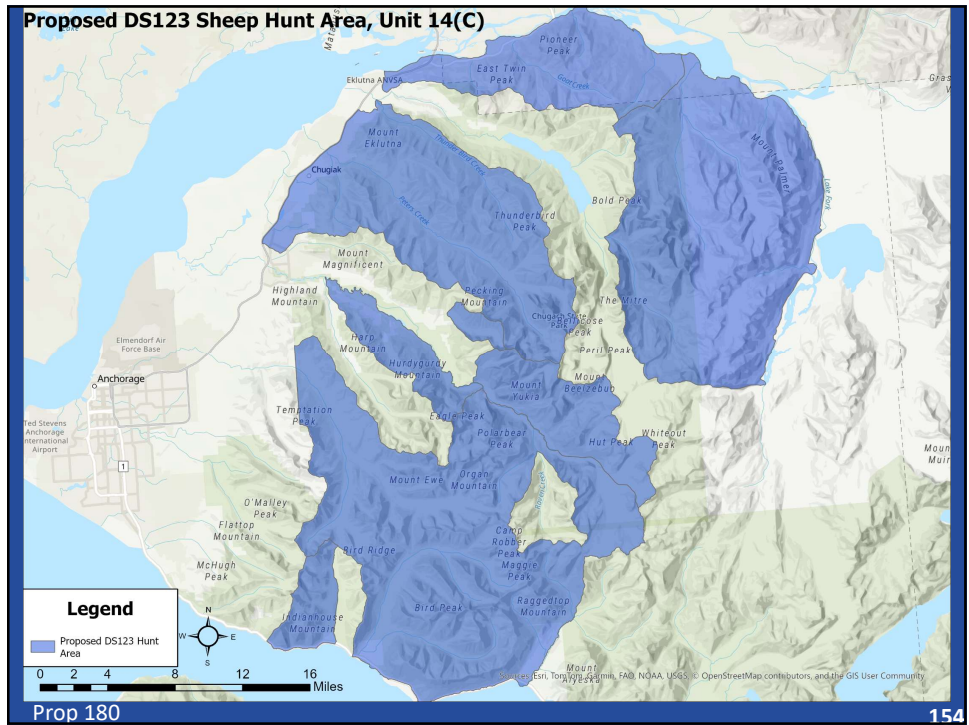 Proposed DS123 Sheep Hunt Area, Unit 14(C)
Pioneer
Peak
East Twin
Peak
Goat Creek
Eklutna ANVSA
Mount
Eklutna
Thunder Bird Creek
Mount Palmer
Chugiak
Peters Creek
Bald Peak
Lake Fork
Thunderbird
Peak
Mount
Magnificent
Highland
Mountain
Pecking
Mountain
The Mitre
Chugach State
Park
Bellicose
Peak
Harp
Mountain
Peril Peak
Elmendorf Air
Force Base
Hurdygurdy
Mountain
Mount
Yukla
Mount
Beelzebub
Anchorage
Temptation
Peak
Eagle Peak
Ted Stevens
Anchorage
International
Airport
Polarbear
Peak
Hut Peak
Whiteout
Peak
1
Mount Ewe
Organ
Mountain
Raven Creek
O'Malley
Peak
Flattop
Mountain
Camp
Robber
Peak
Bird Ridge
Maggie
Peak
McHugh
Peak
Bird Peak
Raggedtop
Mountain
Indianhouse
Mountain
Mount
Alyeska
Legend
Proposed DS123 Hunt
Area
N
W E
S
0 2 4 8 12 16
Miles
Sources: Esri, TomTom, Garmin, FAO, NOAA, USGS, © OpenStreetMap contributors, and the GIS User Community
Prop 180
154